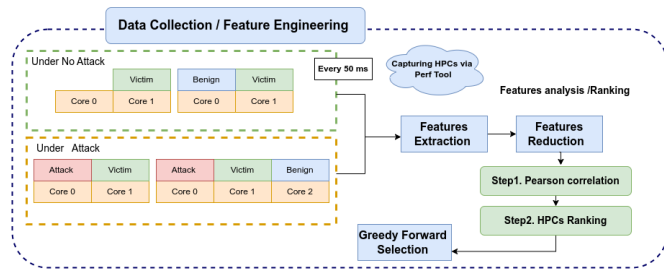 Data Collection / Feature Engineering
Under No Attack
Every 50 ms
Capturing HPCs via
Perf Tool
Victim
Benign
Victim
Core 0
Core 1
Core 0
Core 1
Features analysis /Ranking
Under Attack
Attack
Victim
Attack
Victim
Benign
Core 0
Core 1
Core 0
Core 1
Core 2
Features
Extraction
Features
Reduction
Step1. Pearson correlation
Step2. HPCs Ranking
Greedy Forward
Selection